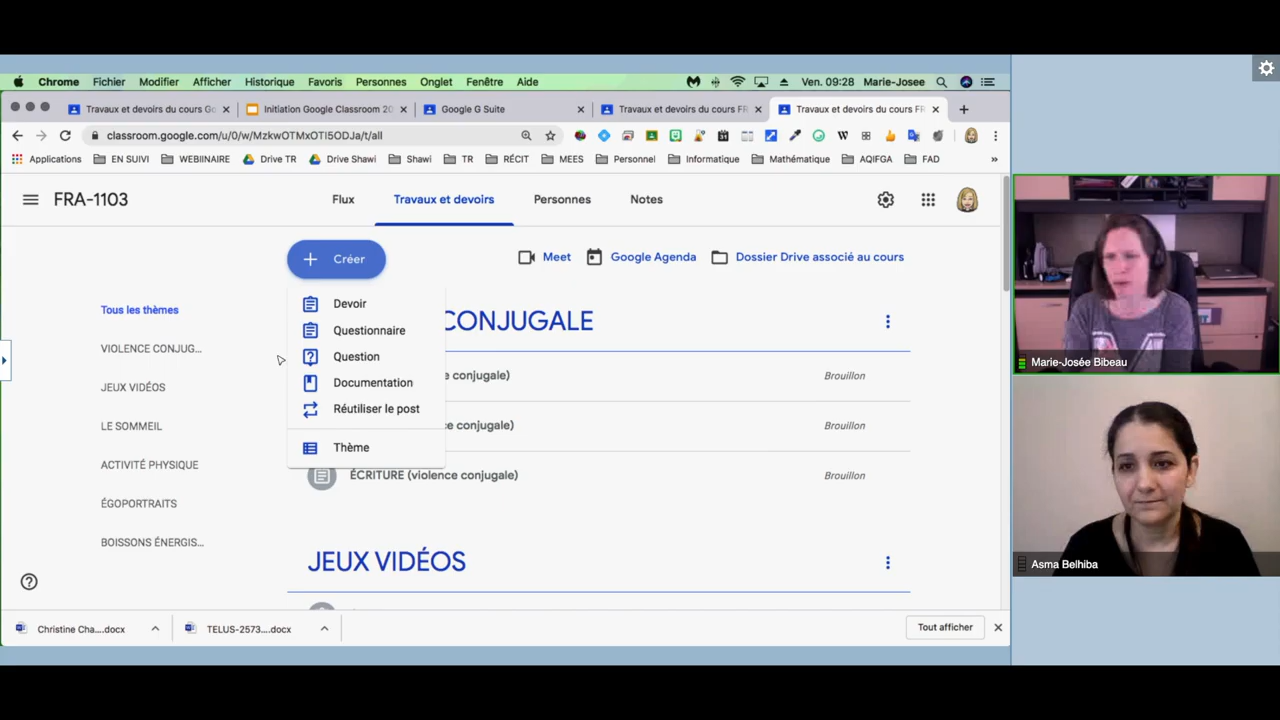 Chrome Fichier Modifier Afficher Historique Favoris Personnes Onglet Fenêtre Aide Ven. 09:28 Marie-Josee
Travaux et devoirs du cours Go Initiation Google Classroom 20 Google G Suite Travaux et devoirs du cours FR Travaux et devoirs du cours FR
classroom.google.com/u/0/w/MzkwOTMxOTI5ODJa/t/all
Applications EN SUIVI WEBINAIRE Drive TR Drive Shawi Shawi TR RÉCIT MEES Personnel Informatique Mathématique AQIFGA FAD »
FRA-1103 Flux Travaux et devoirs Personnes Notes
Créer Meet Google Agenda Dossier Drive associé au cours
Tous les thèmes
VIOLENCE CONJUG...
JEUX VIDÉOS
LE SOMMEIL
ACTIVITÉ PHYSIQUE
ÉGOPORTRAITS
BOISSONS ÉNERGIS...
Devoir
Questionnaire
Question
Documentation
Réutiliser le post
Thème
CONJUGALE
e conjugale) Brouillon
ce conjugale) Brouillon
ÉCRITURE (violence conjugale) Brouillon
JEUX VIDÉOS
Christine Cha....docx TELUS-2573....docx Tout afficher
Marie-Josée Bibeau
Asma Belhiba